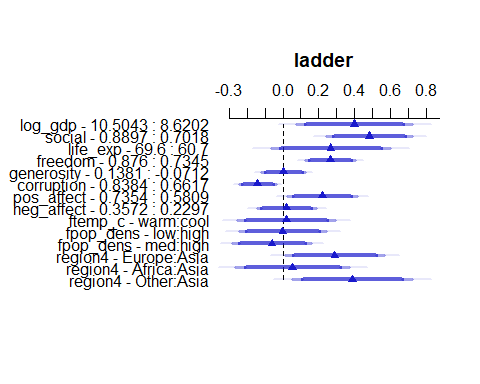 ladder
-0.3 0.0 0.2 0.4 0.6 0.8
log_gdp - 10.5043 : 8.6202
social - 0.8897 : 0.7018
life_exp - 69.6 : 60.7
freedom - 0.876 : 0.7345
generosity - 0.1381 : -0.0712
corruption - 0.8384 : 0.6617
pos_affect - 0.7354 : 0.5809
neg_affect - 0.3572 : 0.2297
ftemp_c - warm:cool
fpop_dens - low:high
fpop_dens - med:high
region4 - Europe:Asia
region4 - Africa:Asia
region4 - Other:Asia